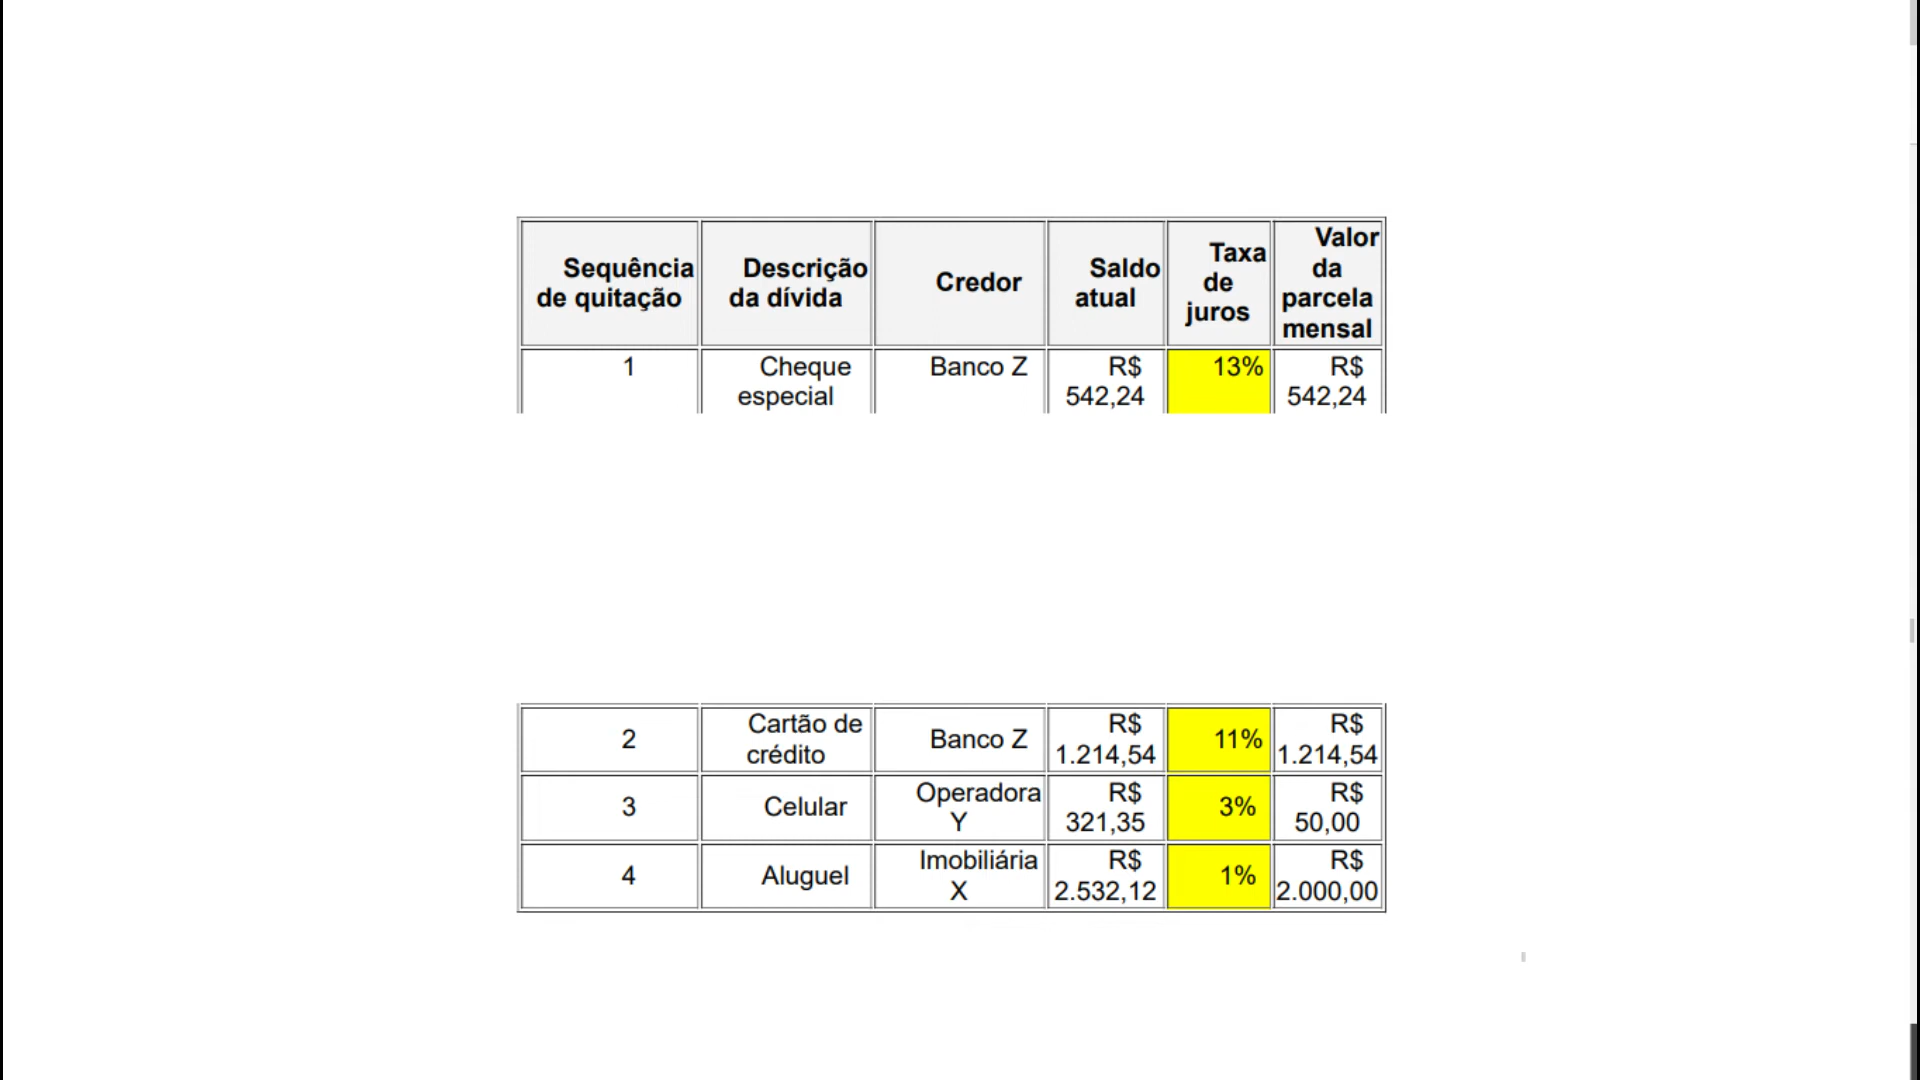 Sequência de quitação
Descrição da dívida
Credor
Saldo atual
Taxa de juros
Valor da parcela mensal
1
Cheque especial
Banco Z
R$ 542,24
13%
R$ 542,24
2
Cartão de crédito
Banco Z
R$ 1.214,54
11%
R$ 1.214,54
3
Celular
Operadora Y
R$ 321,35
3%
R$ 50,00
4
Aluguel
Imobiliária X
R$ 2.532,12
1%
R$ 2.000,00